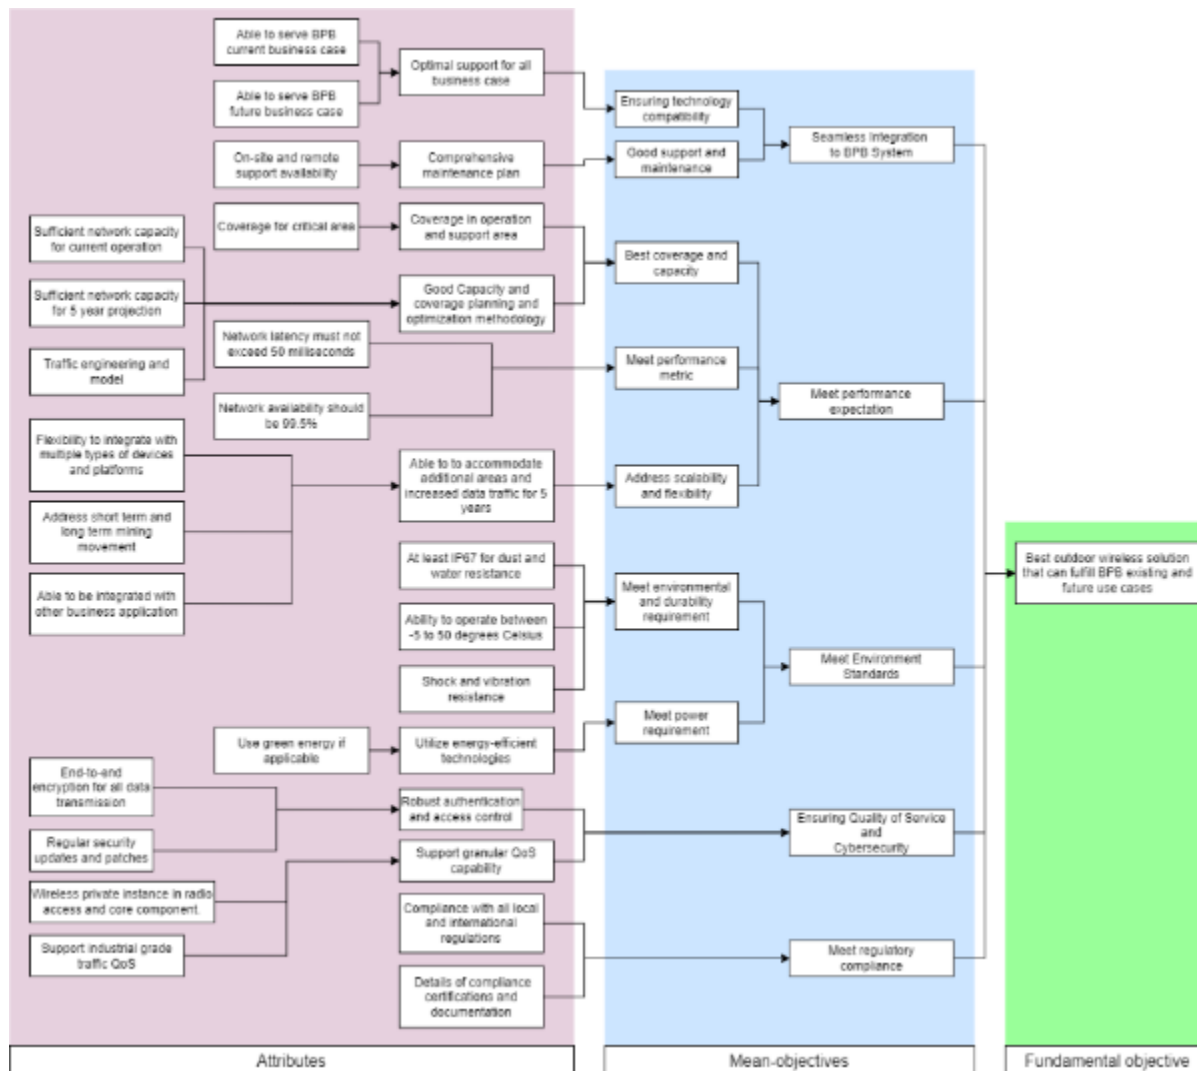 Able to serve BPB
current business case
Able to serve BPB
future business case
Optimal support for all
business case
Ensuring technology
compatibility
Seamless Integration
to BPB System
On-site and remote
support availability
Comprehensive
maintenance plan
Good support and
maintenance
Coverage for critical area
Coverage in operation
and support area
Sufficient network capacity
for current operation
Best coverage and
capacity
Sufficient network capacity
for 5 year projection
Good Capacity and
coverage planning and
optimization methodology
Traffic engineering and
model
Network latency must not
exceed 50 milliseconds
Meet performance
metric
Network availability should
be 99.5%
Meet performance
expectation
Flexibility to integrate with
multiple types of devices
and platforms
Able to to accommodate
additional areas and
increased data traffic for 5
years
Address scalability
and flexibility
Address short term and
long term mining
movement
Able to be integrated with
other business application
At least IP67 for dust and
water resistance
Ability to operate between
-5 to 50 degrees Celsius
Shock and vibration
resistance
Meet environmental
and durability
requirement
Best outdoor wireless solution
that can fulfill BPB existing and
future use cases
Meet Environment
Standards
Meet power
requirement
Use green energy if
applicable
Utilize energy-efficient
technologies
End-to-end
encryption for all data
transmission
Regular security
updates and patches
Robust authentication
and access control
Ensuring Quality of Service
and
Cybersecurity
Support granular QoS
capability
Wireless private instance in radio
access and core component.
Support industrial grade
traffic QoS
Compliance with all local
and international
regulations
Details of compliance
certifications and
documentation
Meet regulatory
compliance
Attributes
Mean-objectives
Fundamental objective